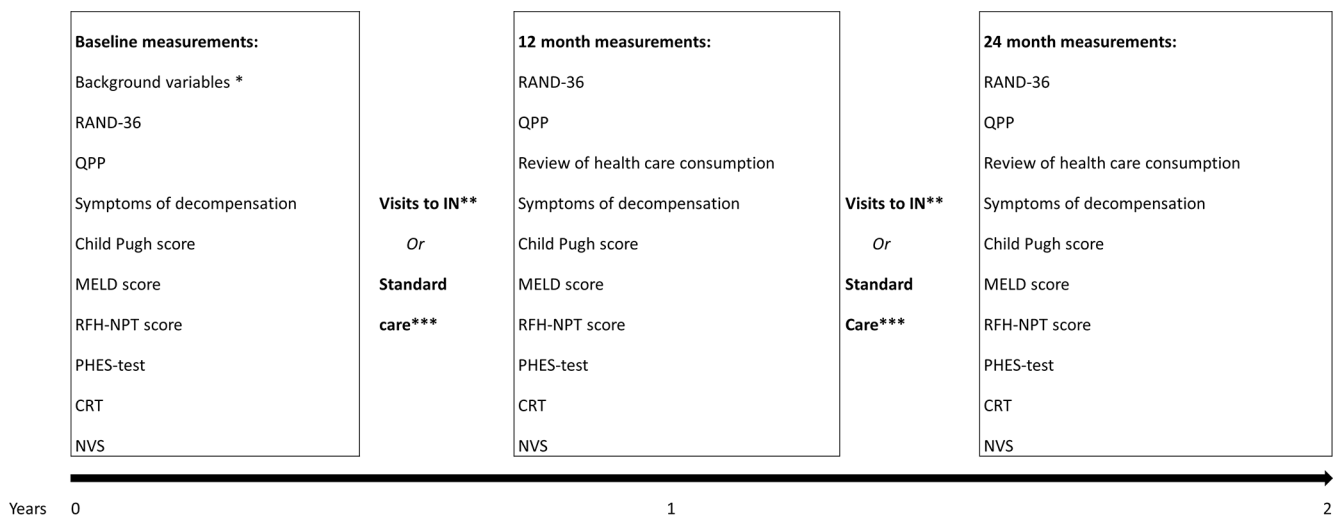 Baseline measurements:
Background variables *
RAND-36
QPP
Symptoms of decompensation
Child Pugh score
MELD score
RFH-NPT score
PHES-test
CRT
NVS
Visits to IN**
Or
Standard
care***
12 month measurements:
RAND-36
QPP
Review of health care consumption
Symptoms of decompensation
Child Pugh score
MELD score
RFH-NPT score
PHES-test
CRT
NVS
Visits to IN**
Or
Standard
Care***
24 month measurements:
RAND-36
QPP
Review of health care consumption
Symptoms of decompensation
Child Pugh score
MELD score
RFH-NPT score
PHES-test
CRT
NVS
Years 0 1 2